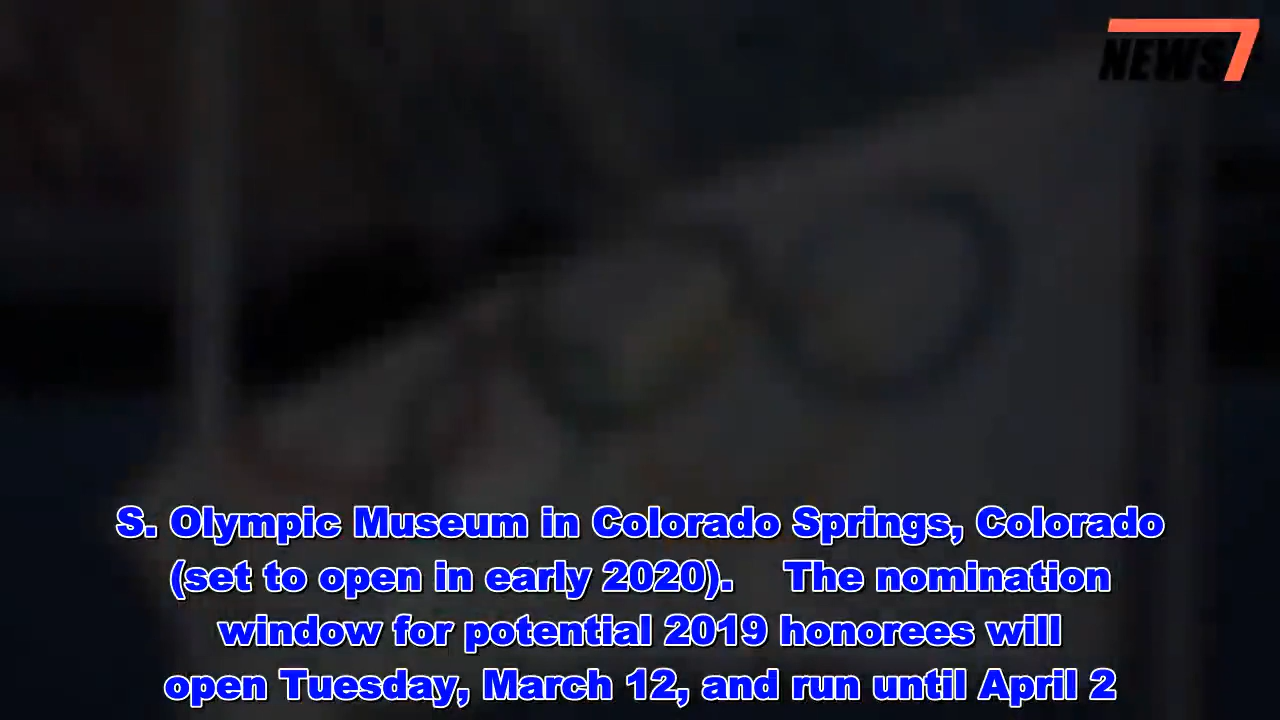 NEWS7
S. Olympic Museum in Colorado Springs, Colorado
(set to open in early 2020). The nomination
window for potential 2019 honorees will
open Tuesday, March 12, and run until April 2